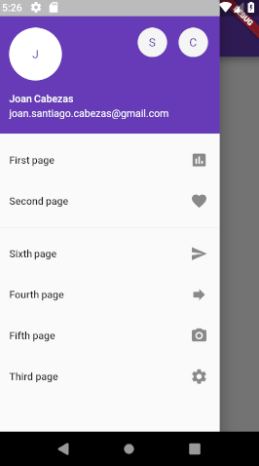 5:26
DEBUG
J
S
C
Joan Cabezas
joan.santiago.cabezas@gmail.com
First page
Second page
Sixth page
Fourth page
Fifth page
Third page